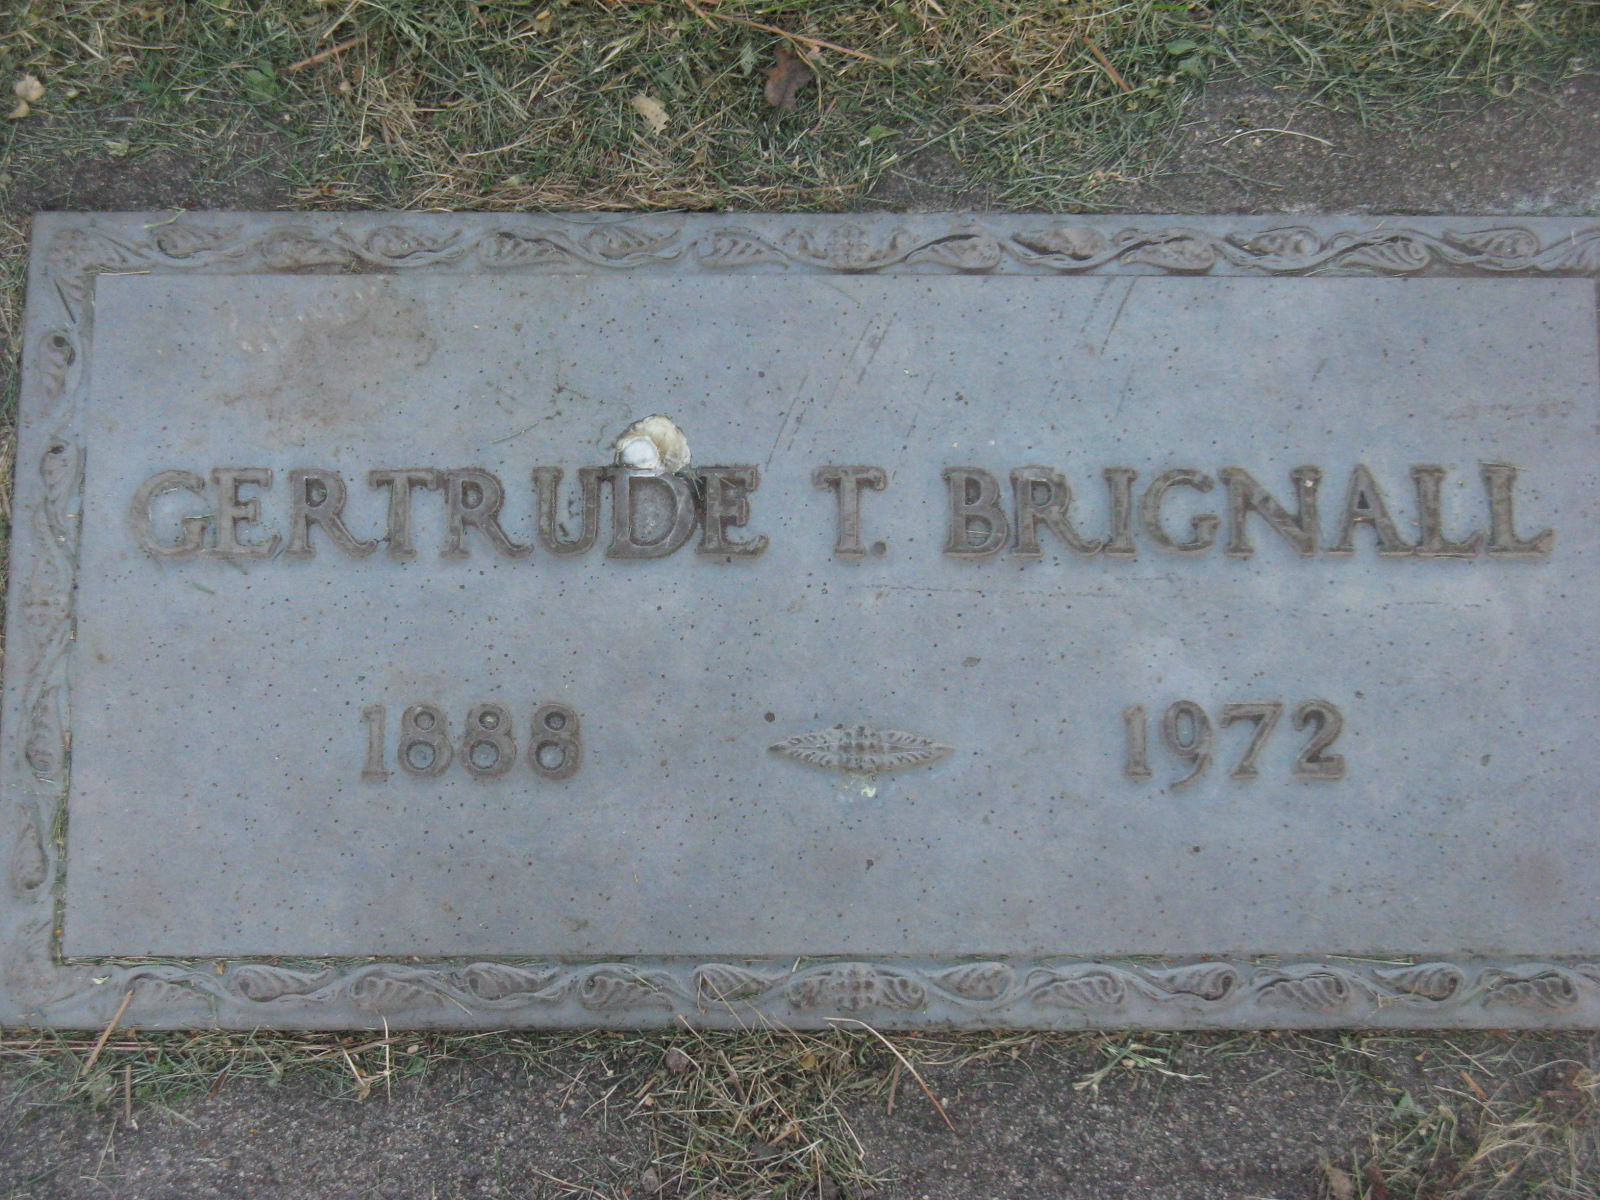 GERTRUDE T. BRIGNALL
1888 1972